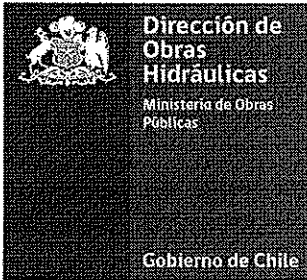 Dirección de
Obras
Hidráulicas
Ministerio de Obras
Públicas
Gobierno de Chile